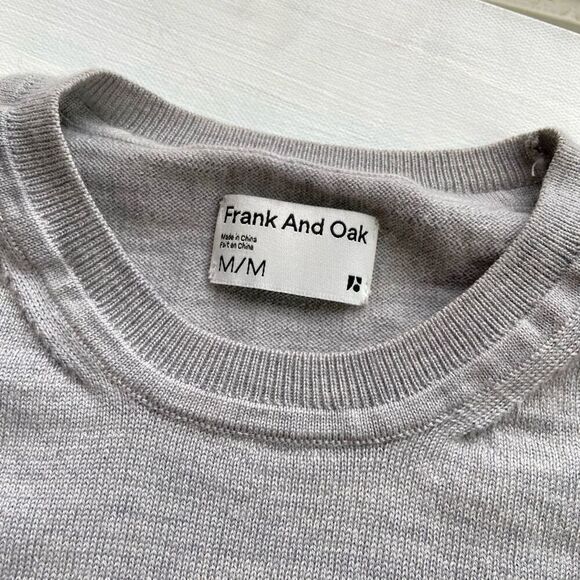 Frank And Oak
Made in China
Fait en Chine
M/M